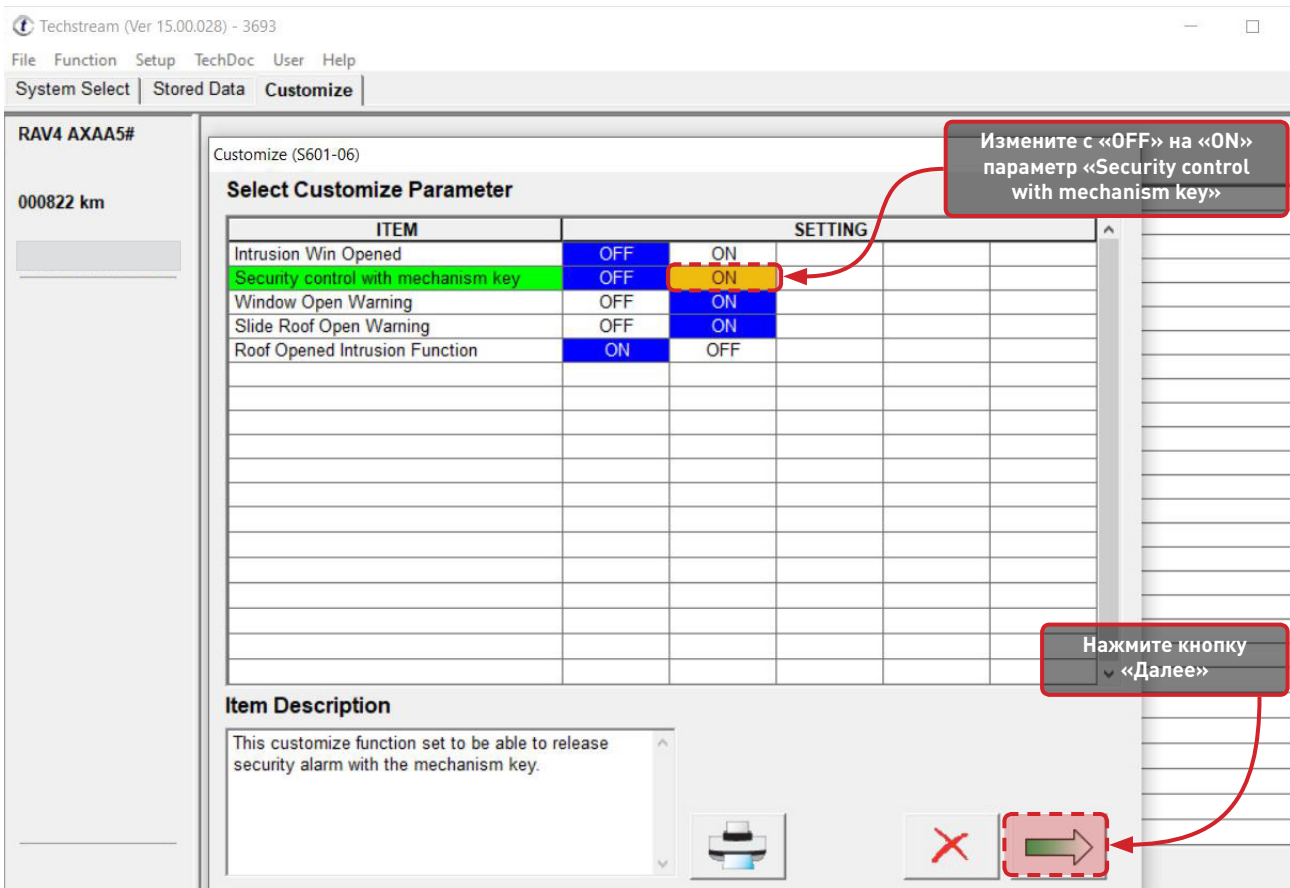 Techstream (Ver 15.00.028) - 3693
File Function Setup TechDoc User Help
System Select Stored Data Customize
RAV4 AXAA5#
000822 km
Customize (S601-06)
Измените с «OFF» на «ON»
параметр «Security control
with mechanism key»
Select Customize Parameter
ITEM SETTING
Intrusion Win Opened OFF ON
Security control with mechanism key OFF ON
Window Open Warning OFF ON
Slide Roof Open Warning OFF ON
Roof Opened Intrusion Function ON OFF
Нажмите кнопку
«Далее»
Item Description
This customize function set to be able to release
security alarm with the mechanism key.